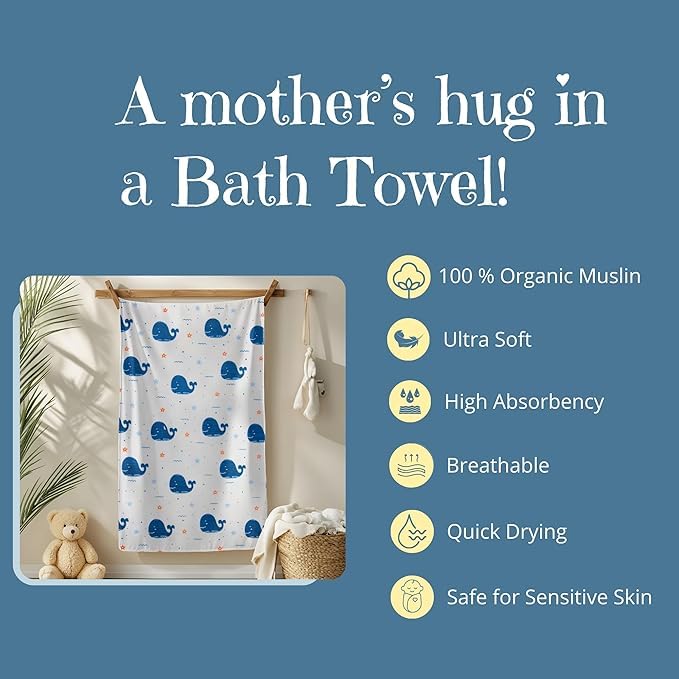 A mother's hug in
a Bath Towel!
100 % Organic Muslin
Ultra Soft
High Absorbency
Breathable
Quick Drying
Safe for Sensitive Skin